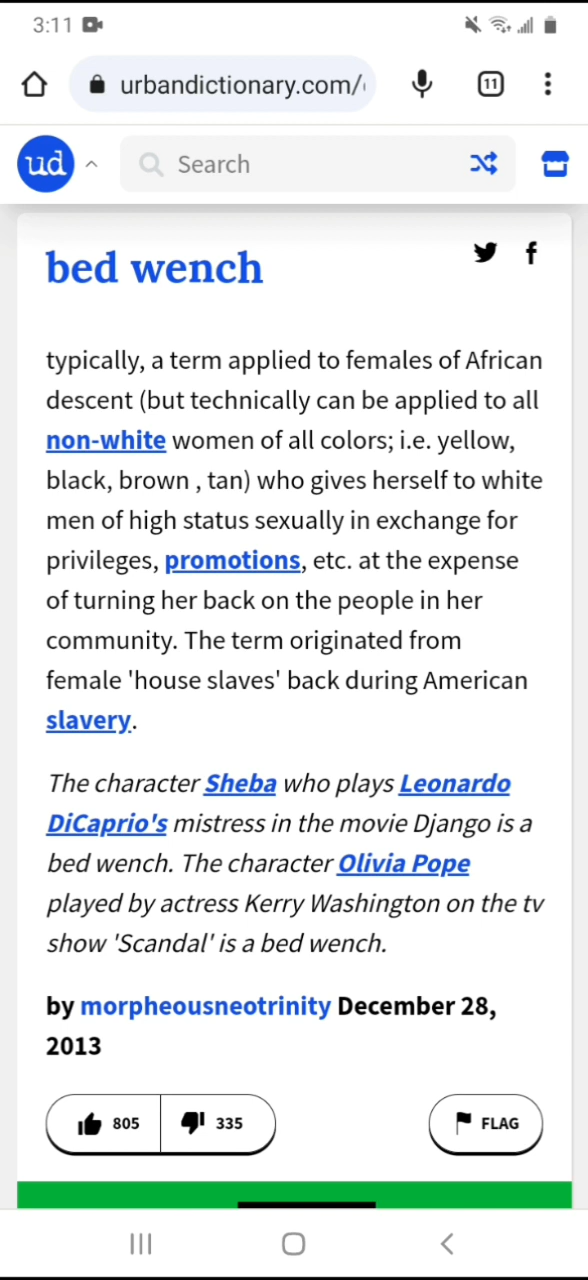 3:11
urbandictionary.com/
11
ud
Search
bed wench
typically, a term applied to females of African
descent (but technically can be applied to all
non-white women of all colors; i.e. yellow,
black, brown , tan) who gives herself to white
men of high status sexually in exchange for
privileges, promotions, etc. at the expense
of turning her back on the people in her
community. The term originated from
female 'house slaves' back during American
slavery.
The character Sheba who plays Leonardo
DiCaprio's mistress in the movie Django is a
bed wench. The character Olivia Pope
played by actress Kerry Washington on the tv
show 'Scandal' is a bed wench.
by morpheousneotrinity December 28,
2013
805
335
FLAG